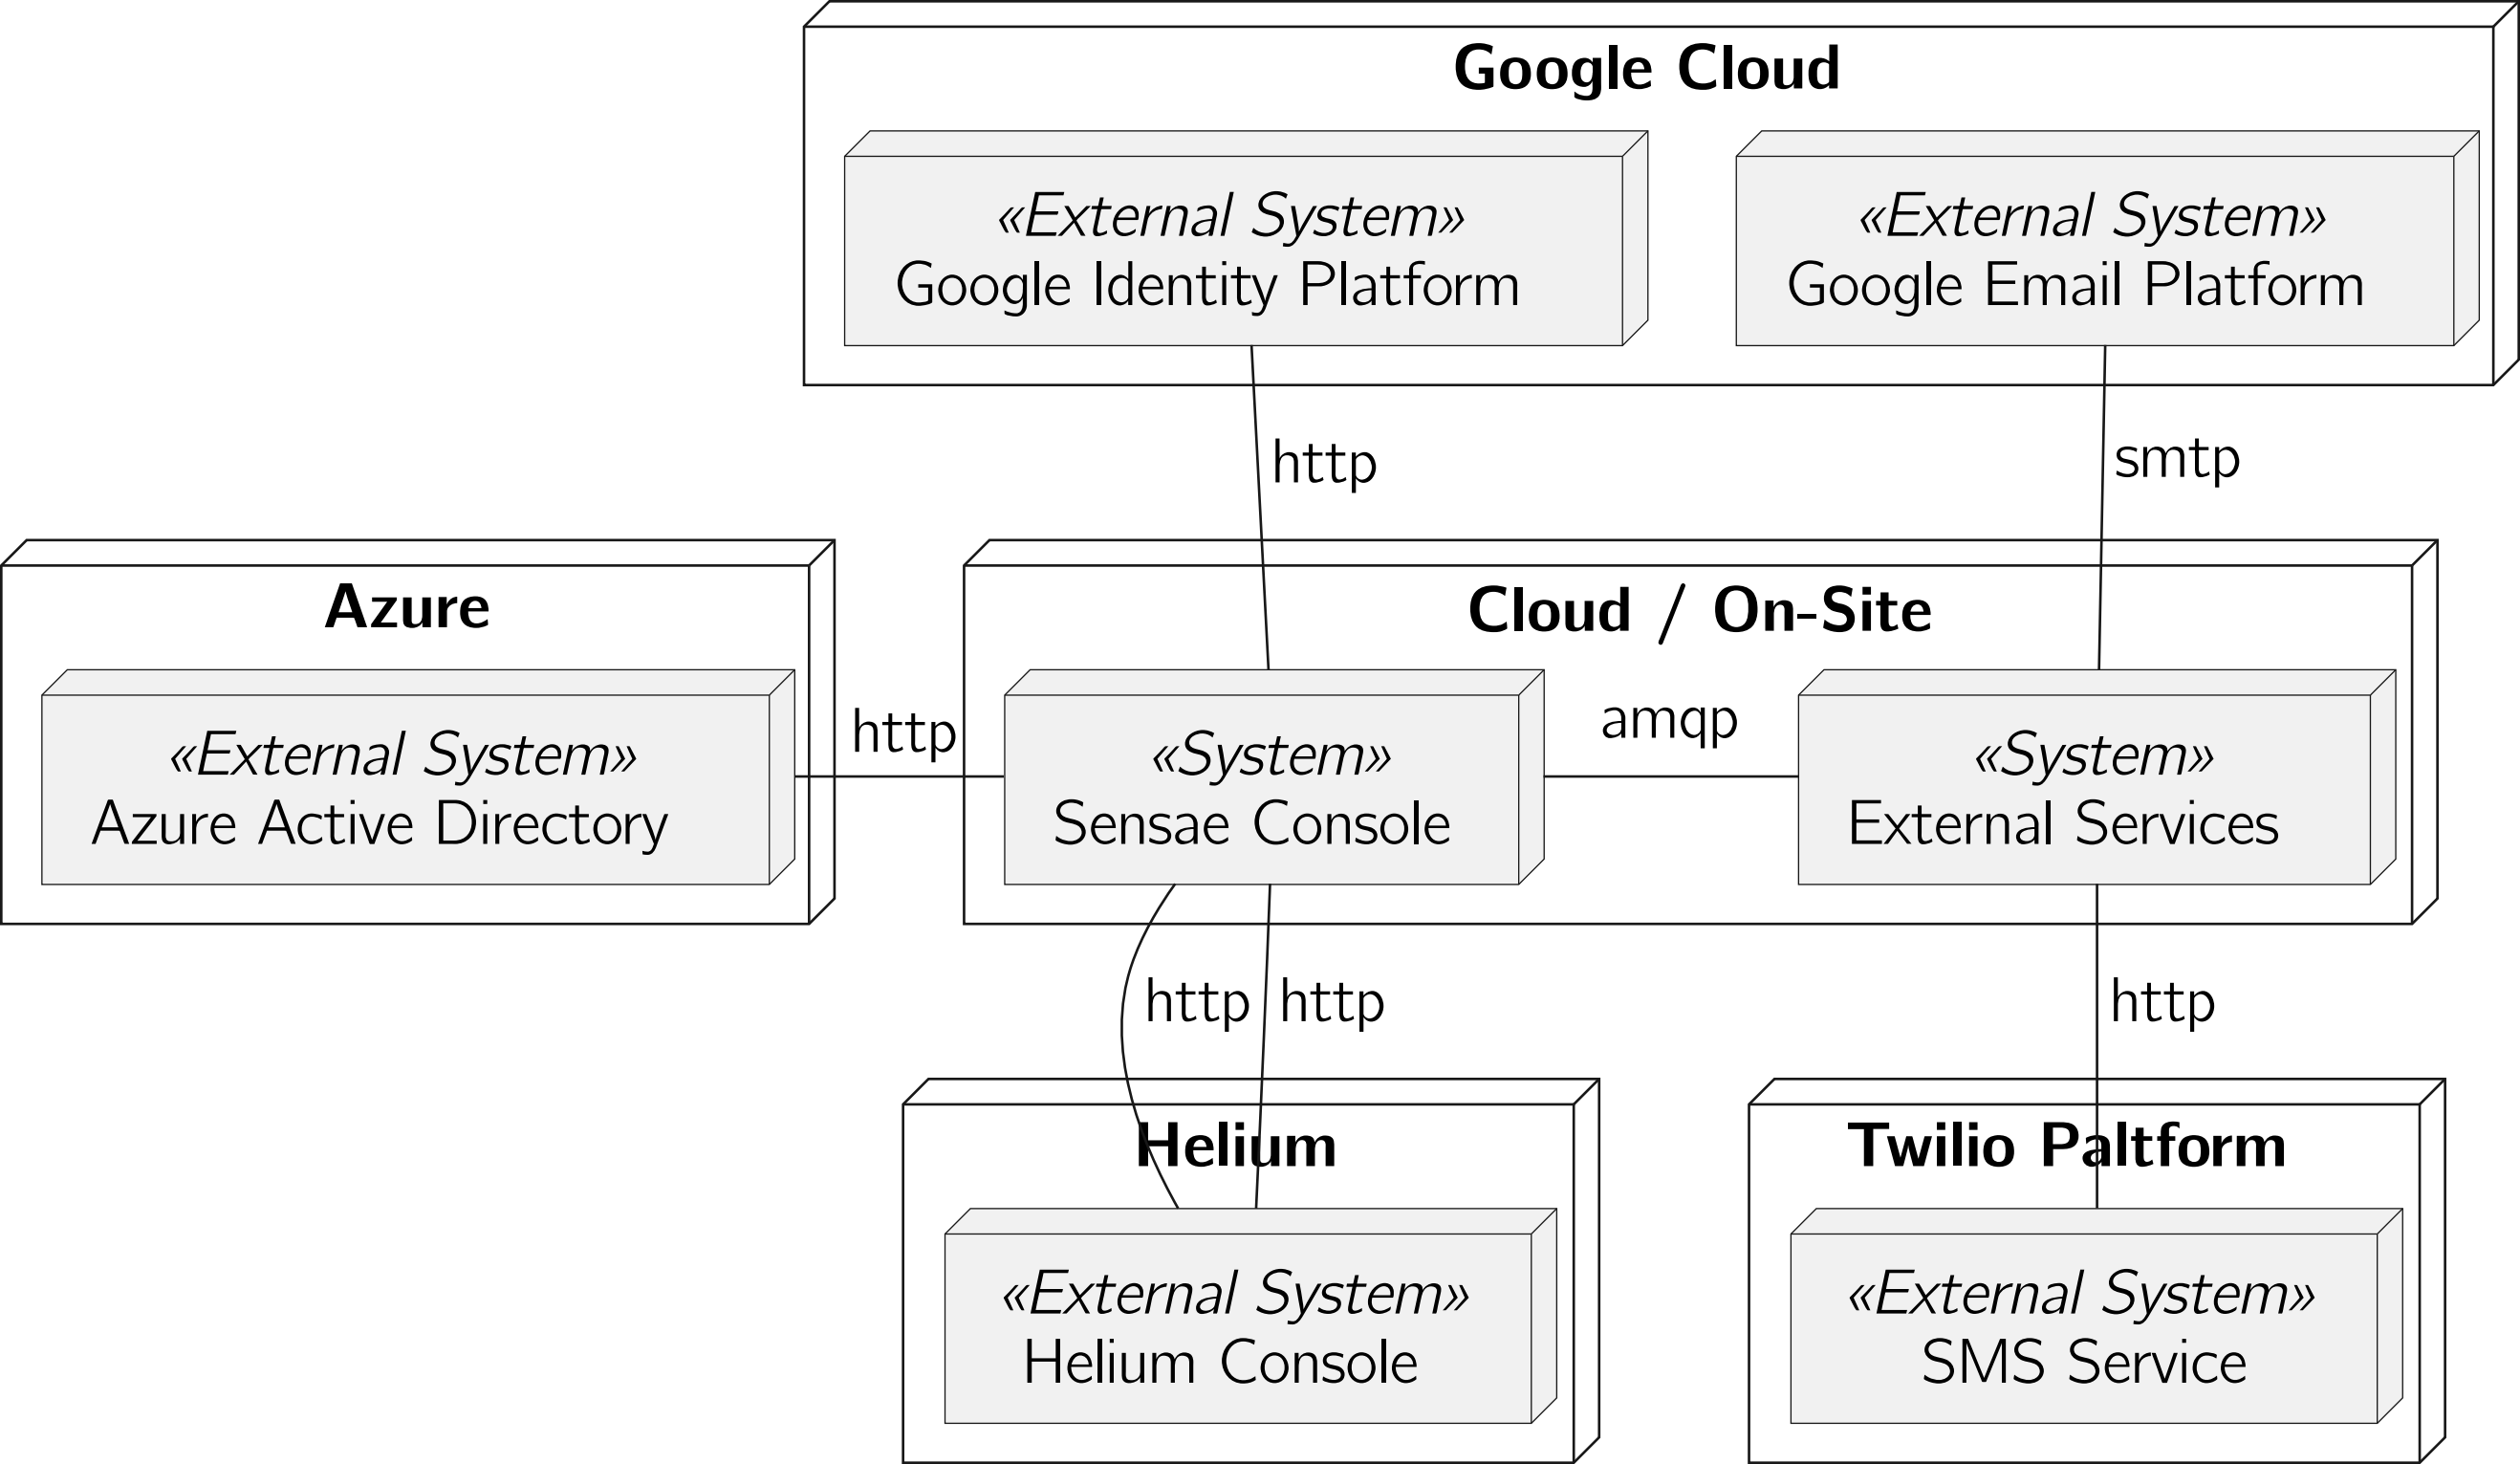 Google Cloud
«External System»
Google Identity Platform
«External System»
Google Email Platform
http
smtp
Azure
«External System»
Azure Active Directory
http
Cloud / On-Site
«System»
Sensae Console
amqp
«System»
External Services
http
http
http
Helium
«External System»
Helium Console
Twilio Paltform
«External System»
SMS Service